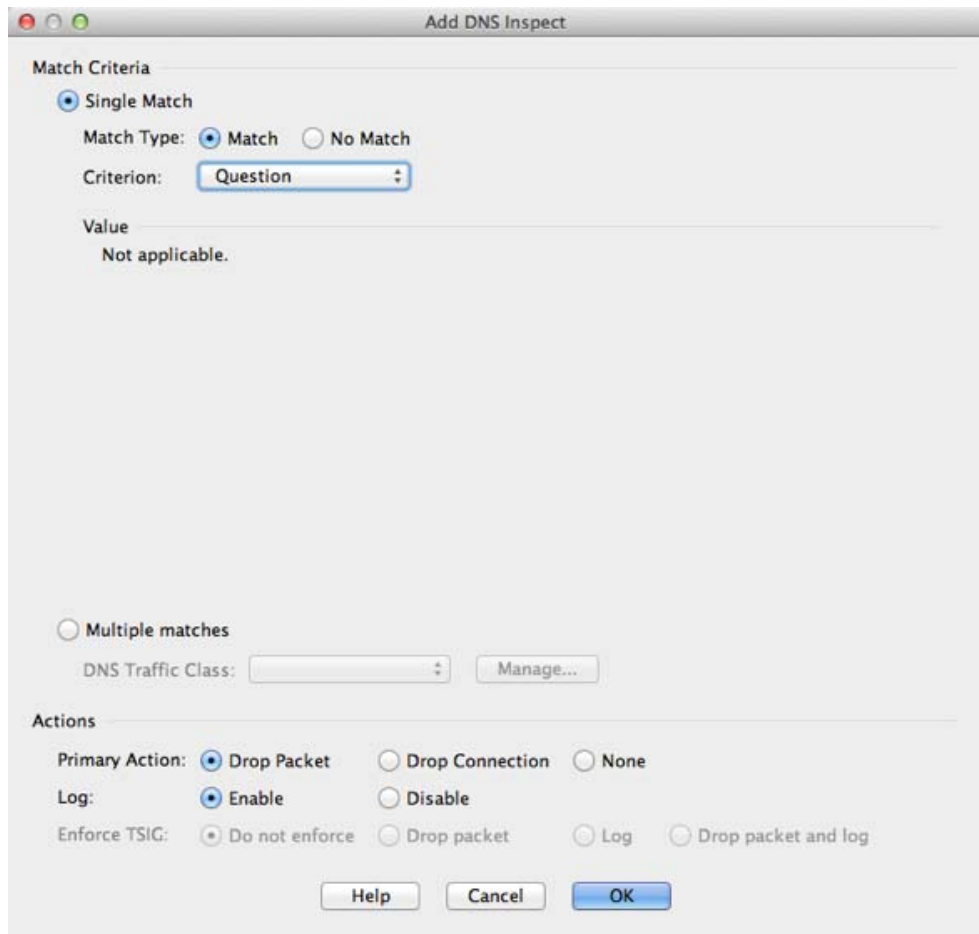 Add DNS Inspect
Match Criteria
Single Match
Match Type: Match No Match
Criterion: Question
Value
Not applicable.
Multiple matches
DNS Traffic Class: Manage...
Actions
Primary Action: Drop Packet Drop Connection None
Log: Enable Disable
Enforce TSIG: Do not enforce Drop packet Log Drop packet and log
Help Cancel OK